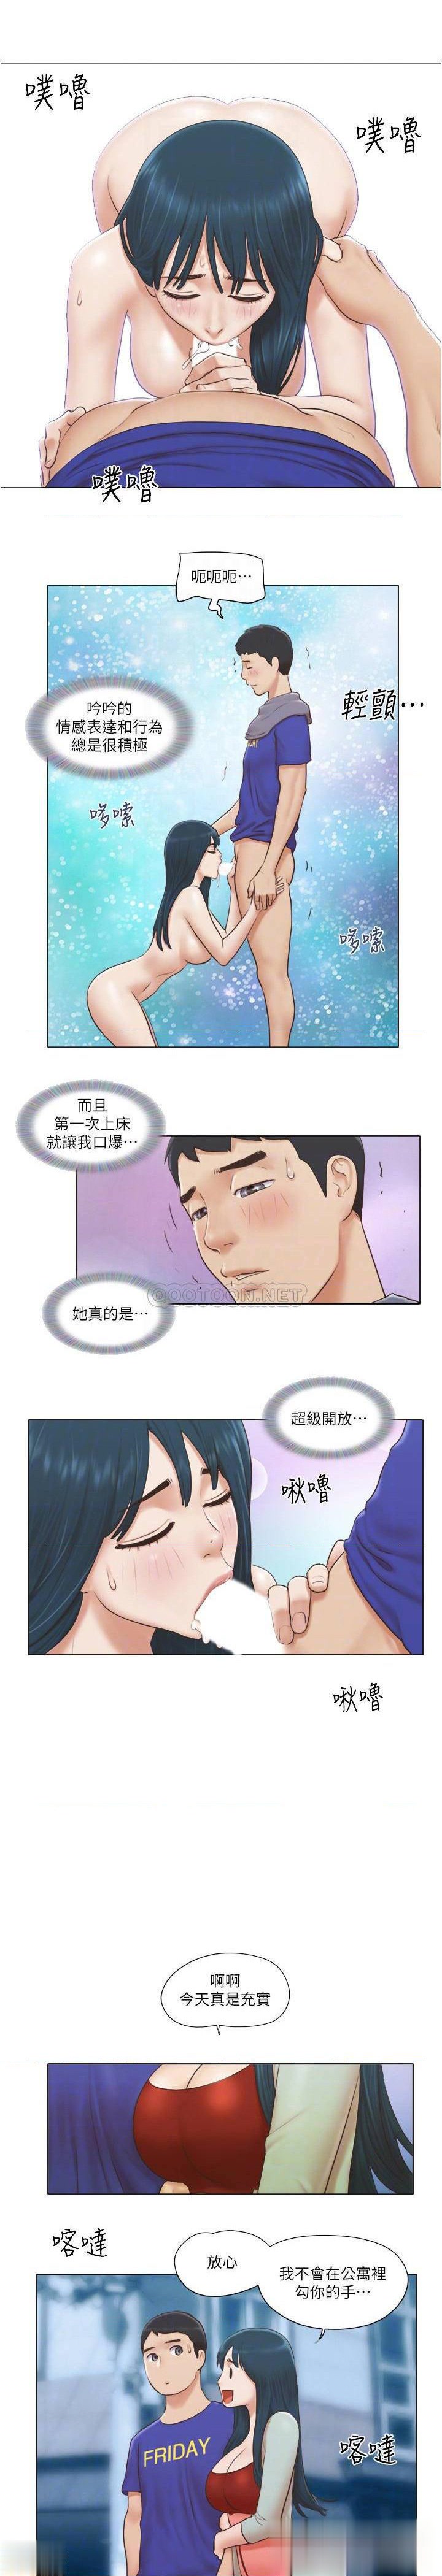 噗嚕
噗嚕
噗嚕
呃呃呃…
吟吟的
情感表達和行為
總是很積極
輕顫…
哆嗦
哆嗦
而且
第一次上床
就讓我口爆…
她真的是…
TOON.NET
超級開放…
啾嚕
啾嚕
啊啊
今天真是充實
喀噠
放心
我不會在公寓裡
勾你的手…
FRIDAY
喀噠